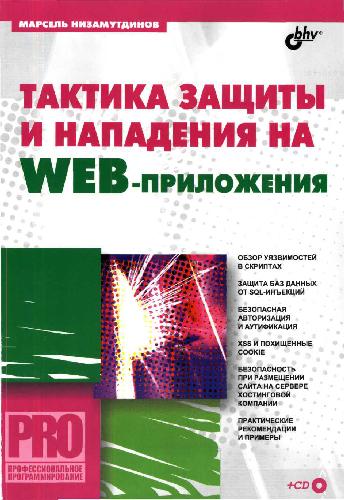 МАРСЕЛЬ НИЗАМУТДИНОВ
bhv®
ТАКТИКА ЗАЩИТЫ
И НАПАДЕНИЯ НА
WEB-ПРИЛОЖЕНИЯ
ОБЗОР УЯЗВИМОСТЕЙ
В СКРИПТАХ
ЗАЩИТА БАЗ ДАННЫХ
ОТ SQL-ИНЪЕКЦИЙ
БЕЗОПАСНАЯ
АВТОРИЗАЦИЯ
И АУТИФИКАЦИЯ
XSS И ПОХИЩЕННЫЕ
COOKIE
БЕЗОПАСНОСТЬ
ПРИ РАЗМЕЩЕНИИ
САЙТА НА СЕРВЕРЕ
ХОСТИНГОВОЙ
КОМПАНИИ
ПРАКТИЧЕСКИЕ
РЕКОМЕНДАЦИИ
И ПРИМЕРЫ
PRO
ПРОФЕССИОНАЛЬНОЕ
ПРОГРАММИРОВАНИЕ
+CD